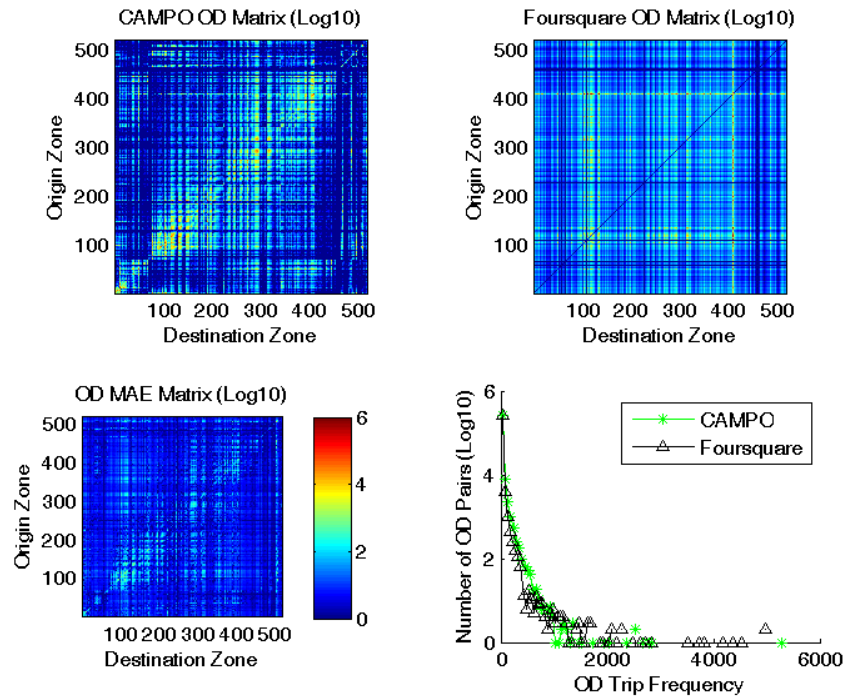 CAMPO OD Matrix (Log10)
500
400
300
200
100
Origin Zone
100 200 300 400 500
Destination Zone
Foursquare OD Matrix (Log10)
500
400
300
200
100
Origin Zone
100 200 300 400 500
Destination Zone
OD MAE Matrix (Log10)
500
400
300
200
100
Origin Zone
100 200 300 400 500
Destination Zone
6
4
2
0
6
4
2
0
Number of OD Pairs (Log10)
CAMPO
Foursquare
0 2000 4000 6000
OD Trip Frequency